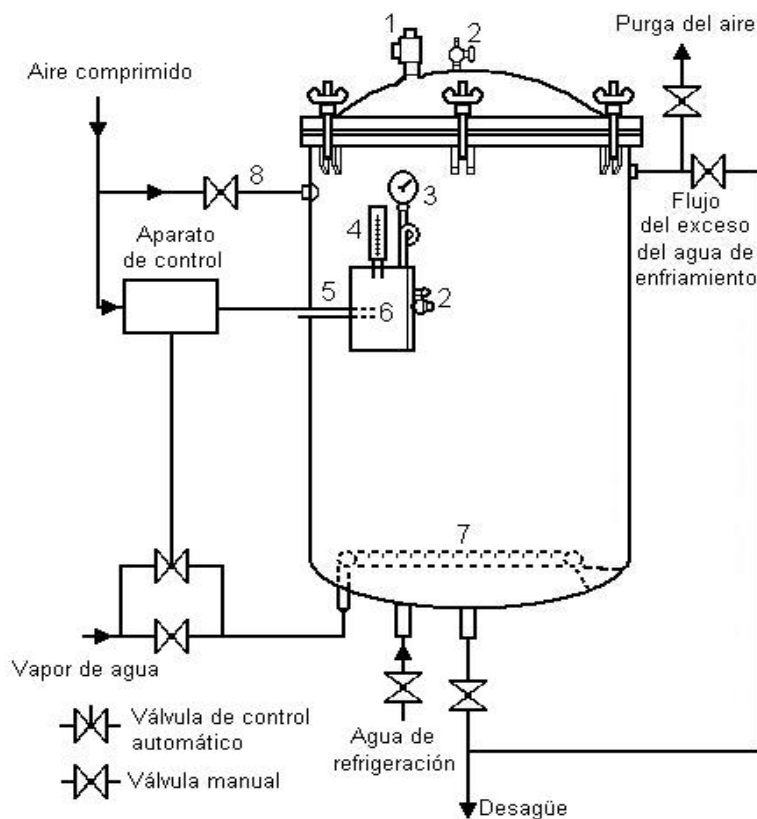 1
2
Purga del aire
Aire comprimido
8
3
Flujo
del exceso
del agua de
enfriamiento
4
Aparato
de control
5
6
2
7
Vapor de agua
Válvula de control
automático
Agua de
refrigeración
Válvula manual
Desagüe